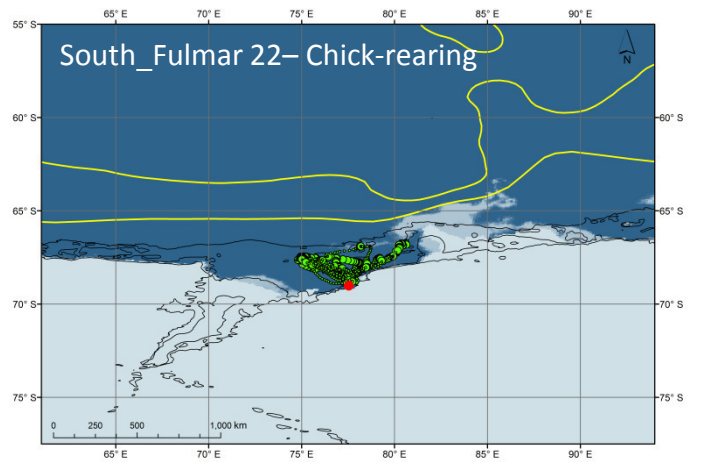 65° E 70° E 75° E 80° E 85° E 90° E
55° S
South_Fulmar 22– Chick-rearing
N
60° S 60° S
65° S 65° S
70° S 70° S
75° S 75° S
0 250 500 1,000 km
65° E 70° E 75° E 80° E 85° E 90° E